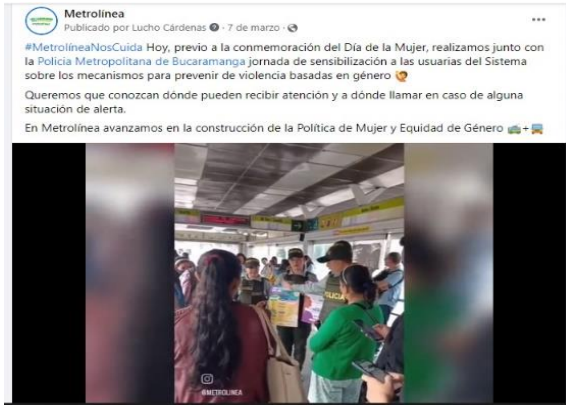 Metrolínea
Publicado por Lucho Cárdenas · 7 de marzo ·
#MetrolíneaNosCuida Hoy, previo a la conmemoración del Día de la Mujer, realizamos junto con
la Policia Metropolitana de Bucaramanga jornada de sensibilización a las usuarias del Sistema
sobre los mecanismos para prevenir de violencia basadas en género
Queremos que conozcan dónde pueden recibir atención y a dónde llamar en caso de alguna
situación de alerta.
En Metrolínea avanzamos en la construcción de la Política de Mujer y Equidad de Género +
POLICIA
@METROLINEA